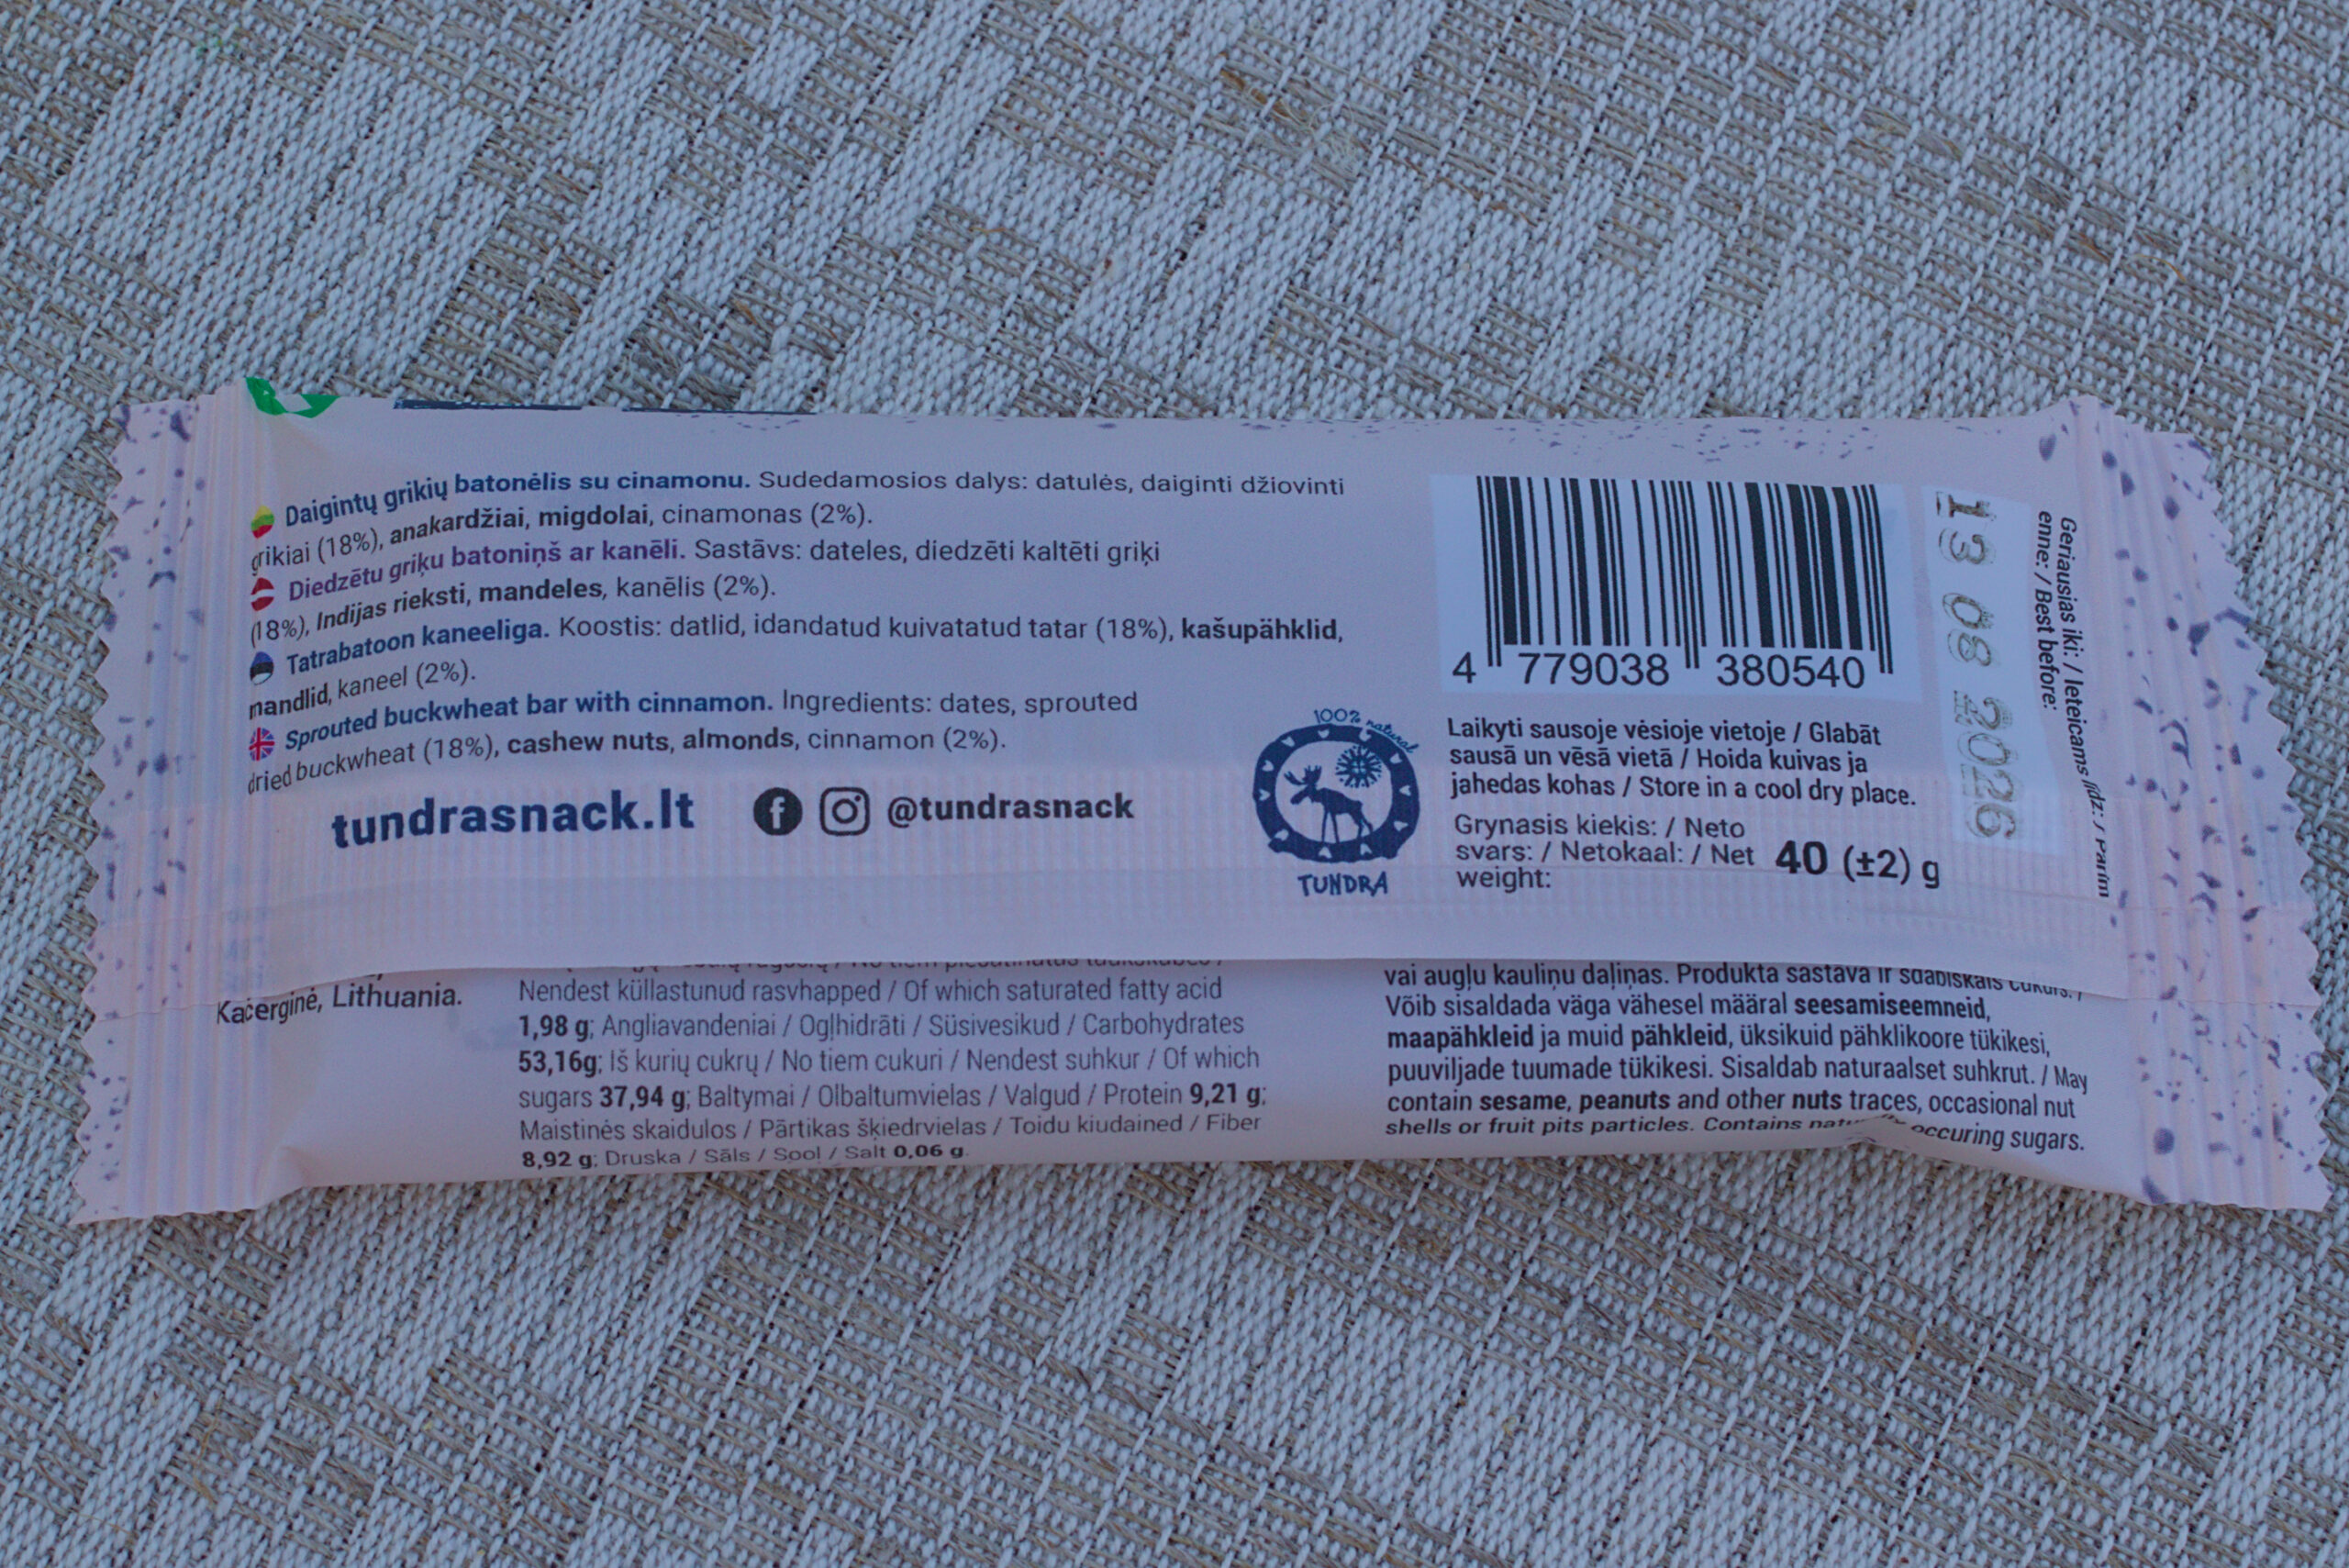 Daigintų grikių batonėlis su cinamonu. Sudedamosios dalys: datulės, daiginti džiovinti
grikiai (18%), anakardžiai, migdolai, cinamonas (2%).
Diedzētu griķu batoniņš ar kanēli. Sastāvs: dateles, diedzēti kaltēti griķi
(18%), Indijas rieksti, mandeles, kanēlis (2%).
Tatrabatoon kaneeliga. Koostis: datlid, idandatud kuivatatud tatar (18%), kašupähklid,
mandlid, kaneel (2%).
Sprouted buckwheat bar with cinnamon. Ingredients: dates, sprouted
dried buckwheat (18%), cashew nuts, almonds, cinnamon (2%).
tundrasnack.lt @tundrasnack
100% natural
TUNDRA
4 779038 380540
Laikyti sausoje vėsioje vietoje / Glabāt
sausā un vēsā vietā / Hoida kuivas ja
jahedas kohas / Store in a cool dry place.
Grynasis kiekis: / Neto
svars: / Netokaal: / Net
weight:
40 (±2) g
13 08 2026
Geriausias iki: / Ieteicams līdz: / Parim
enne: / Best before:
Kačerginė, Lithuania.
Nendest küllastunud rasvhapped / Of which saturated fatty acid
1,98 g; Angliavandeniai / Ogļhidrāti / Süsivesikud / Carbohydrates
53,16g; Iš kurių cukrų / No tiem cukuri / Nendest suhkur / Of which
sugars 37,94 g; Baltymai / Olbaltumvielas / Valgud / Protein 9,21 g;
Maistinės skaidulos / Pārtikas šķiedrvielas / Toidu kiudained / Fiber
8,92 g; Druska / Sāls / Sool / Salt 0,06 g.
vai augļu kauliņu daļiņas. Produkta sastāvā ir sdabiskais cukurs. /
Võib sisaldada väga vähesel määral seesamiseemneid,
maapähkleid ja muid pähkleid, üksikuid pähklikoore tükikesi,
puuviljade tuumade tükikesi. Sisaldab naturaalset suhkrut. / May
contain sesame, peanuts and other nuts traces, occasional nut
shells or fruit pits particles. Contains occuring sugars.